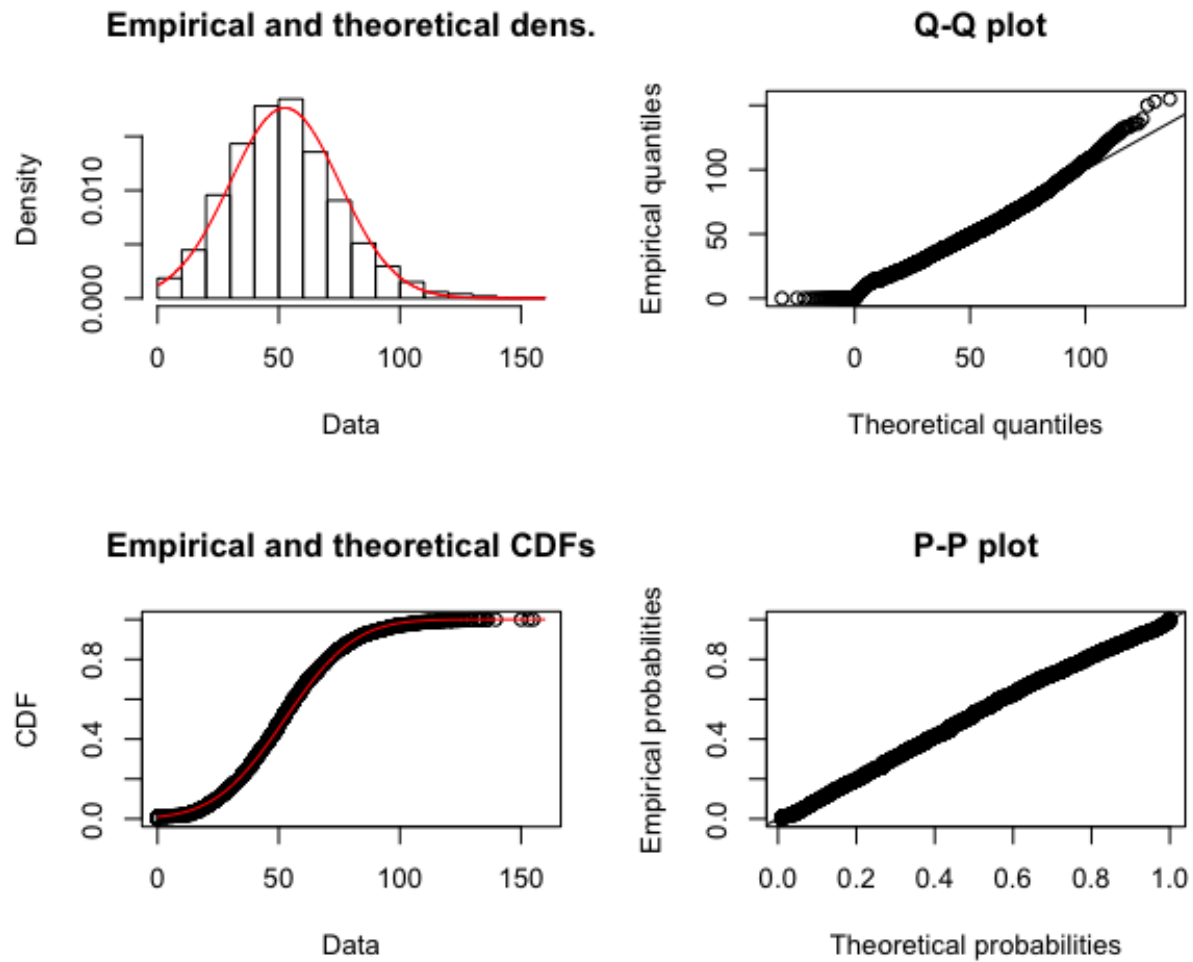 Empirical and theoretical dens.
Density
0.000
0.010
0 50 100 150
Data
Q-Q plot
Empirical quantiles
0
50
100
0 50 100
Theoretical quantiles
Empirical and theoretical CDFs
CDF
0.0
0.4
0.8
0 50 100 150
Data
P-P plot
Empirical probabilities
0.0
0.4
0.8
0.0 0.2 0.4 0.6 0.8 1.0
Theoretical probabilities